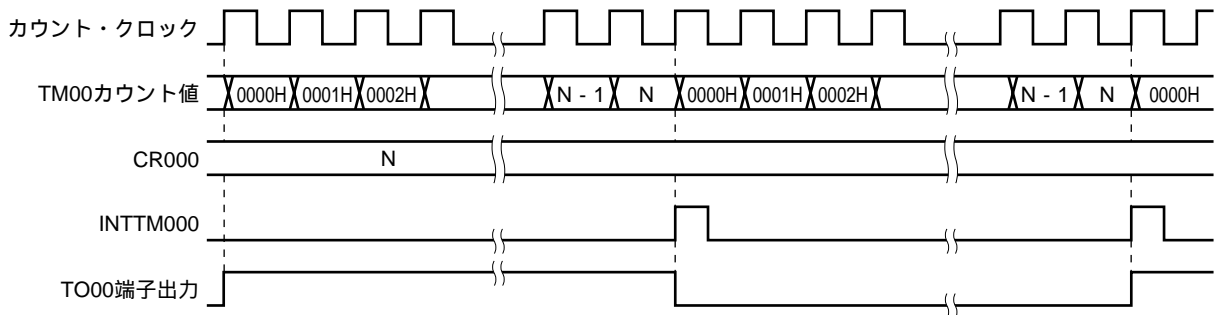 カウント・クロック
TM00カウント値 0000H 0001H 0002H N - 1 N 0000H 0001H 0002H N - 1 N 0000H
CR000 N
INTTM000
TO00端子出力